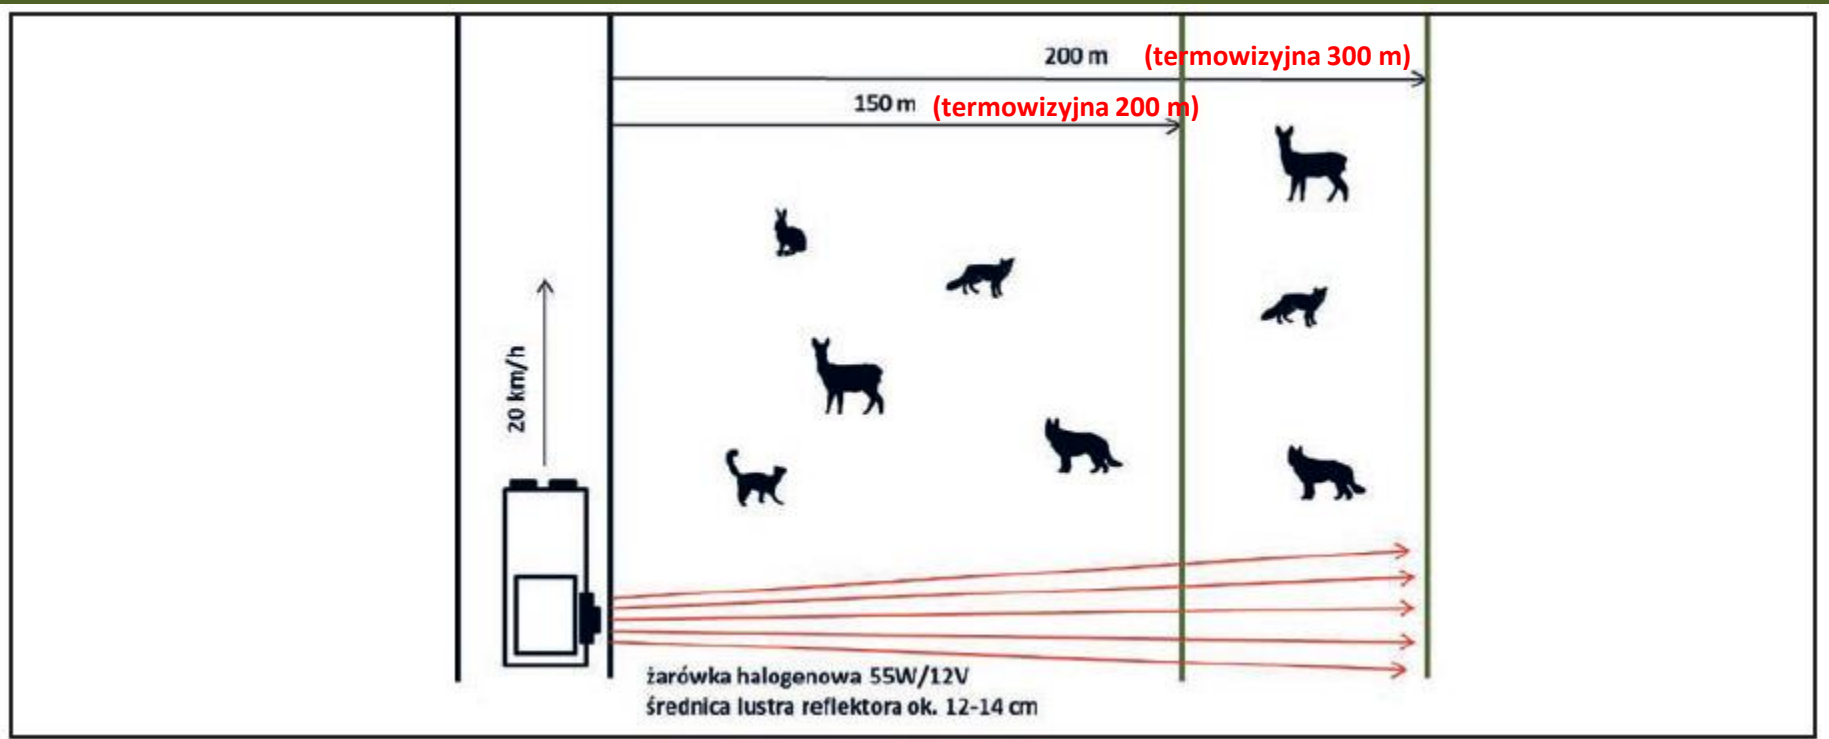 200 m (termowizyjna 300 m)
150 m (termowizyjna 200 m)
20 km/h
żarówka halogenowa 55W/12V
średnica lustra reflektora ok. 12-14 cm